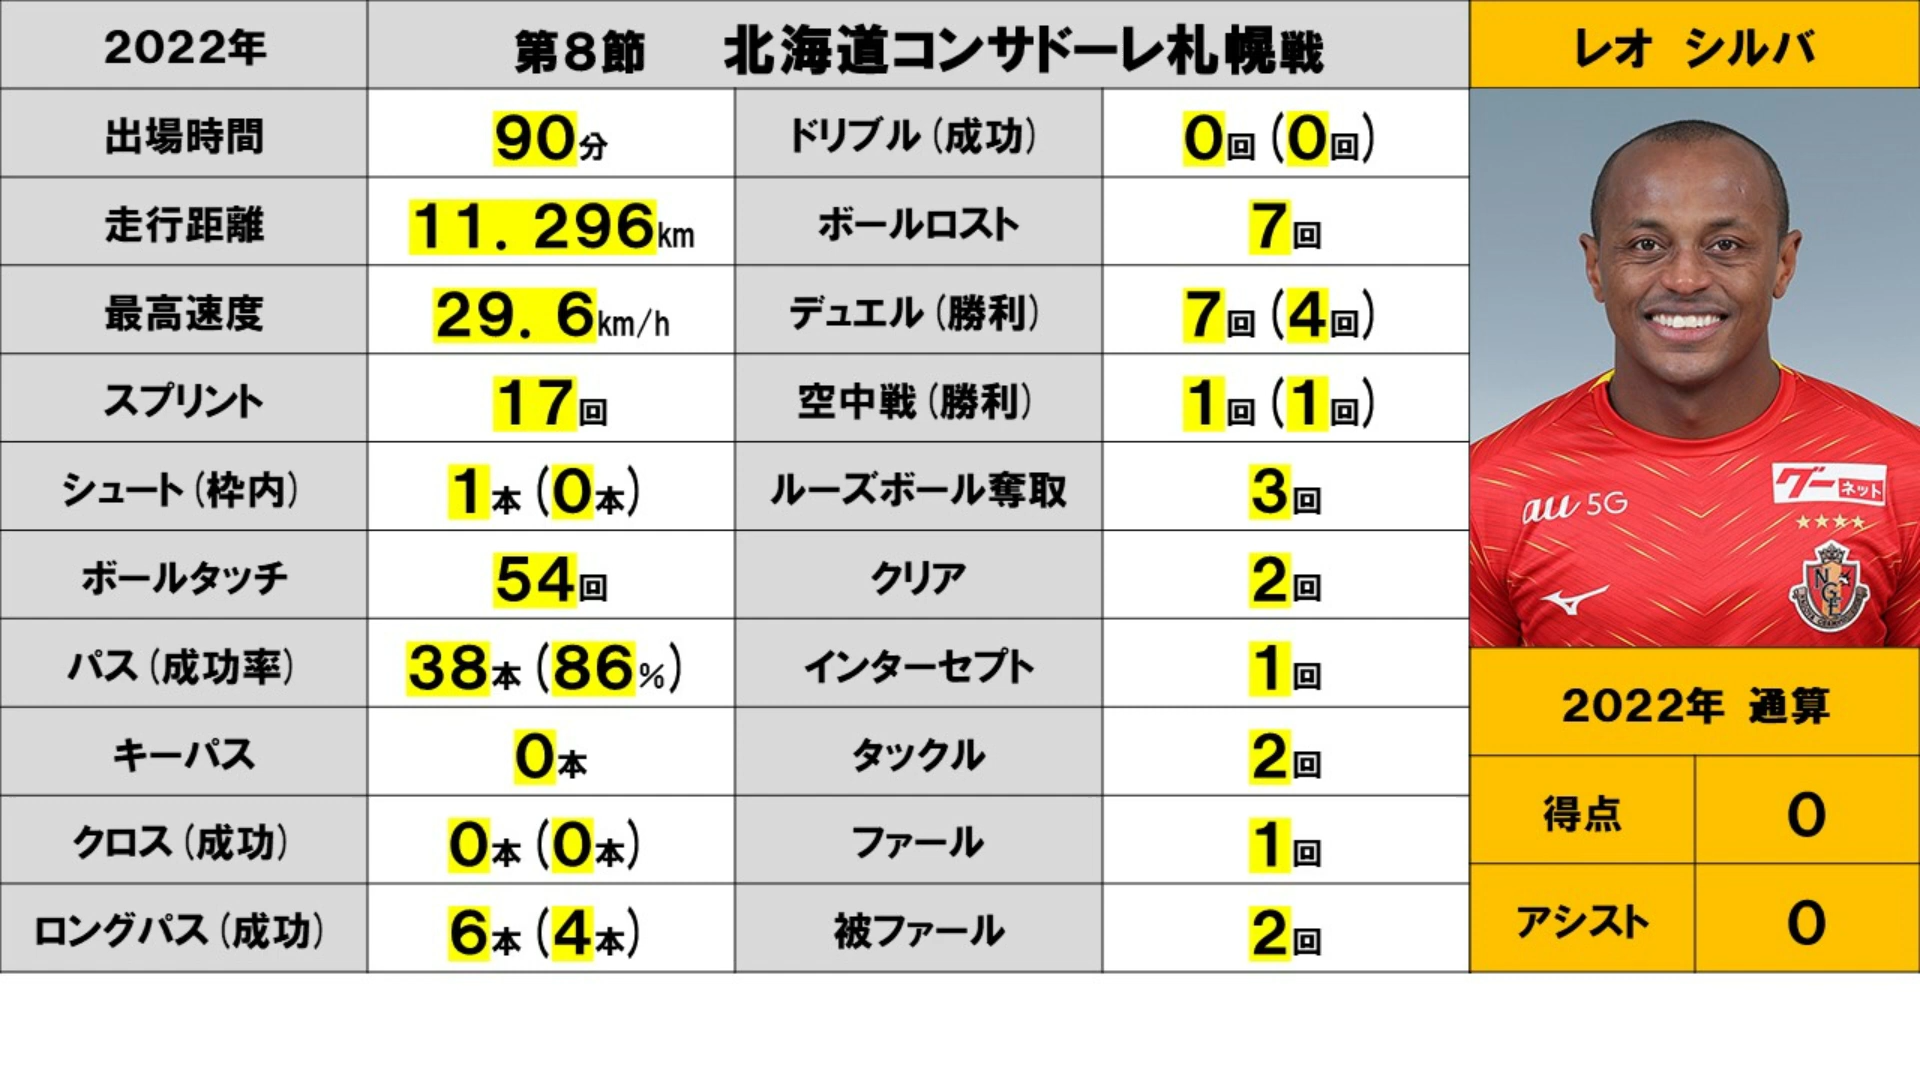 2022年 第8節 北海道コンサドーレ札幌戦 レオ シルバ
出場時間 90分 ドリブル(成功) 0回(0回)
走行距離 11.296km ボールロスト 7回
最高速度 29.6km/h デュエル(勝利) 7回(4回)
スプリント 17回 空中戦(勝利) 1回(1回)
シュート(枠内) 1本(0本) ルーズボール奪取 3回
ボールタッチ 54回 クリア 2回
パス(成功率) 38本(86%) インターセプト 1回
キーパス 0本 タックル 2回
クロス(成功) 0本(0本) ファール 1回
ロングパス(成功) 6本(4本) 被ファール 2回
au 5G
グーネット
NGE
2022年 通算
得点 0
アシスト 0